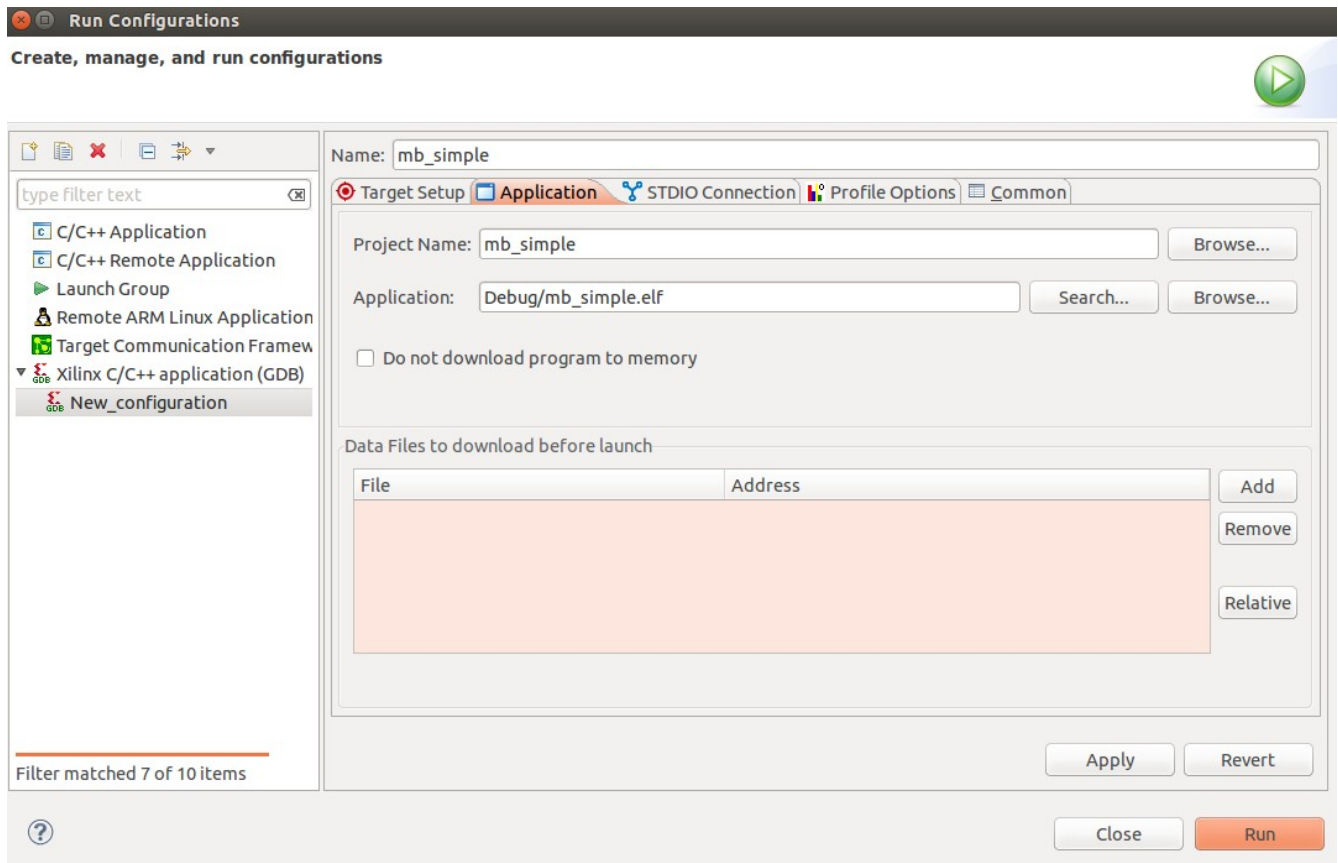 Run Configurations
Create, manage, and run configurations
type filter text
C/C++ Application
C/C++ Remote Application
Launch Group
Remote ARM Linux Application
Target Communication Framew
Xilinx C/C++ application (GDB)
New_configuration
Filter matched 7 of 10 items
Name: mb_simple
Target Setup Application STDIO Connection Profile Options Common
Project Name: mb_simple Browse...
Application: Debug/mb_simple.elf Search... Browse...
Do not download program to memory
Data Files to download before launch
File Address
Add
Remove
Relative
Apply Revert
? Close Run